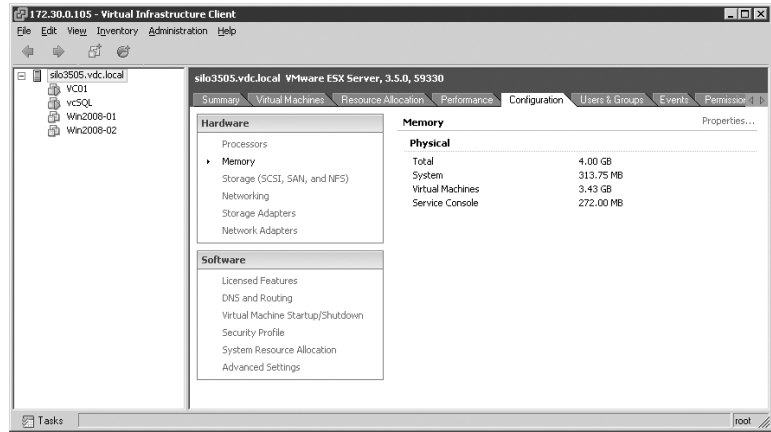 172.30.0.105 - Virtual Infrastructure Client
File Edit View Inventory Administration Help
silo3505.vdc.local
VC01
vcSQL
Win2008-01
Win2008-02
silo3505.vdc.local VMware ESX Server, 3.5.0, 59330
Summary Virtual Machines Resource Allocation Performance Configuration Users & Groups Events Permission
Hardware
Processors
Memory
Storage (SCSI, SAN, and NFS)
Networking
Storage Adapters
Network Adapters
Software
Licensed Features
DNS and Routing
Virtual Machine Startup/Shutdown
Security Profile
System Resource Allocation
Advanced Settings
Memory Properties...
Physical
Total 4.00 GB
System 313.75 MB
Virtual Machines 3.43 GB
Service Console 272.00 MB
Tasks root